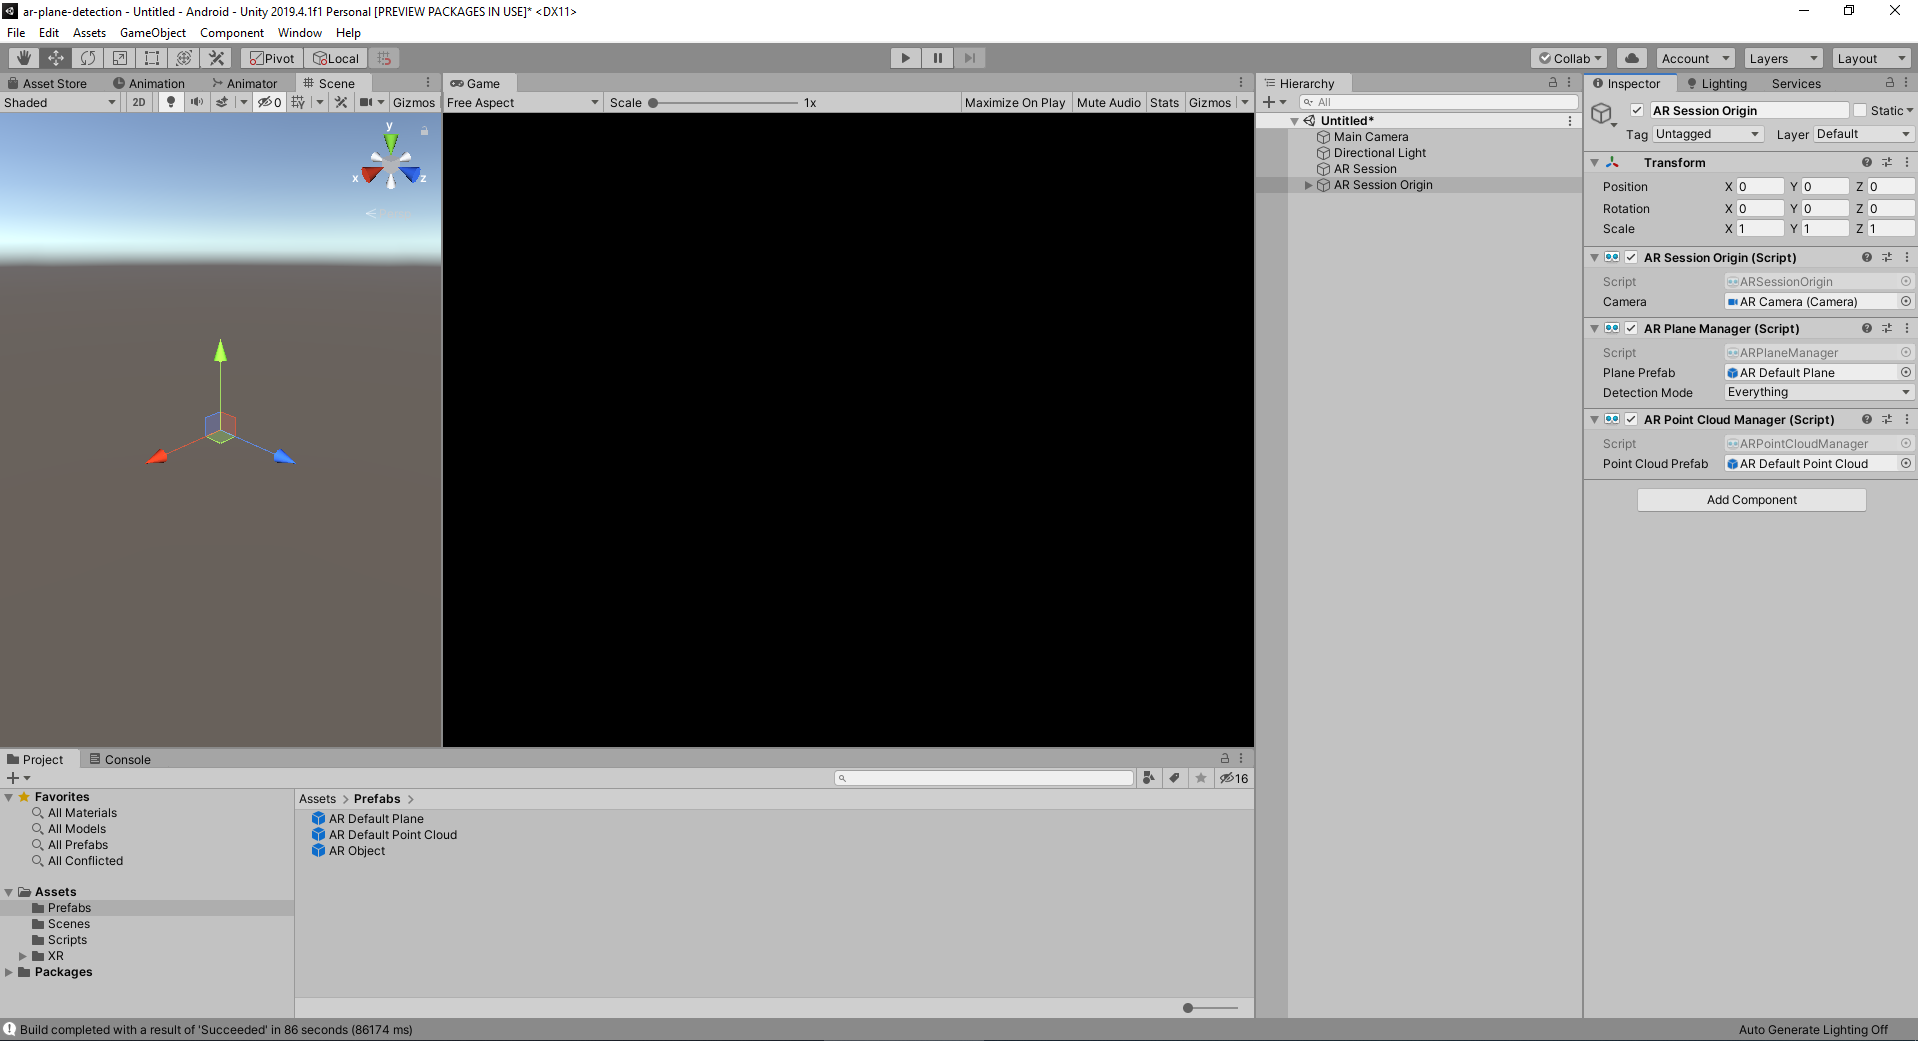 ar-plane-detection - Untitled - Android - Unity 2019.4.1f1 Personal [PREVIEW PACKAGES IN USE]* <DX11>
File Edit Assets GameObject Component Window Help
Pivot Local Collab Account Layers Layout
Asset Store Animation Animator Scene
Shaded 2D 0 Gizmos
y
x z
Game
Free Aspect Scale 1x Maximize On Play Mute Audio Stats Gizmos
Hierarchy
All
Untitled*
Main Camera
Directional Light
AR Session
AR Session Origin
Inspector Lighting Services
AR Session Origin Static
Tag Untagged Layer Default
Transform
Position X 0 Y 0 Z 0
Rotation X 0 Y 0 Z 0
Scale X 1 Y 1 Z 1
AR Session Origin (Script)
Script ARSessionOrigin
Camera AR Camera (Camera)
AR Plane Manager (Script)
Script ARPlaneManager
Plane Prefab AR Default Plane
Detection Mode Everything
AR Point Cloud Manager (Script)
Script ARPointCloudManager
Point Cloud Prefab AR Default Point Cloud
Add Component
Project Console
16
Favorites
All Materials
All Models
All Prefabs
All Conflicted
Assets
Prefabs
Scenes
Scripts
XR
Packages
Assets > Prefabs >
AR Default Plane
AR Default Point Cloud
AR Object
Build completed with a result of 'Succeeded' in 86 seconds (86174 ms)
Auto Generate Lighting Off